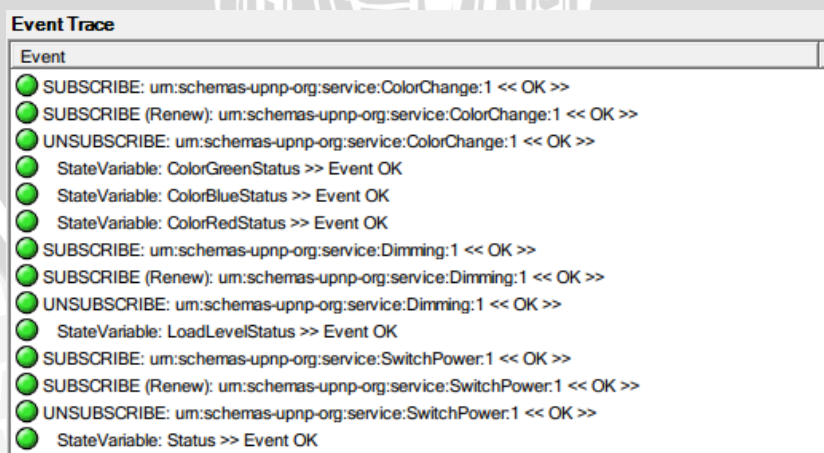 Event Trace
Event
SUBSCRIBE: urn:schemas-upnp-org:service:ColorChange:1 << OK >>
SUBSCRIBE (Renew): urn:schemas-upnp-org:service:ColorChange:1 << OK >>
UNSUBSCRIBE: urn:schemas-upnp-org:service:ColorChange:1 << OK >>
StateVariable: ColorGreenStatus >> Event OK
StateVariable: ColorBlueStatus >> Event OK
StateVariable: ColorRedStatus >> Event OK
SUBSCRIBE: urn:schemas-upnp-org:service:Dimming:1 << OK >>
SUBSCRIBE (Renew): urn:schemas-upnp-org:service:Dimming:1 << OK >>
UNSUBSCRIBE: urn:schemas-upnp-org:service:Dimming:1 << OK >>
StateVariable: LoadLevelStatus >> Event OK
SUBSCRIBE: urn:schemas-upnp-org:service:SwitchPower:1 << OK >>
SUBSCRIBE (Renew): urn:schemas-upnp-org:service:SwitchPower:1 << OK >>
UNSUBSCRIBE: urn:schemas-upnp-org:service:SwitchPower:1 << OK >>
StateVariable: Status >> Event OK